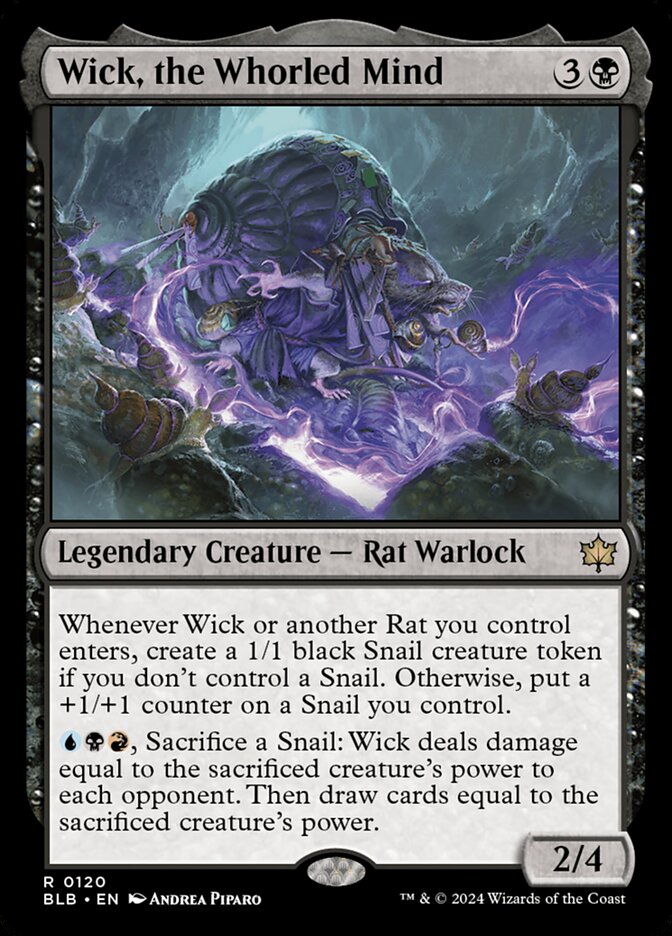 Wick, the Whorled Mind 3
Legendary Creature — Rat Warlock
Whenever Wick or another Rat you control
enters, create a 1/1 black Snail creature token
if you don't control a Snail. Otherwise, put a
+1/+1 counter on a Snail you control.
, Sacrifice a Snail: Wick deals damage
equal to the sacrificed creature's power to
each opponent. Then draw cards equal to the
sacrificed creature's power.
2/4
R 0120
BLB • EN Andrea Piparo
™ & © 2024 Wizards of the Coast